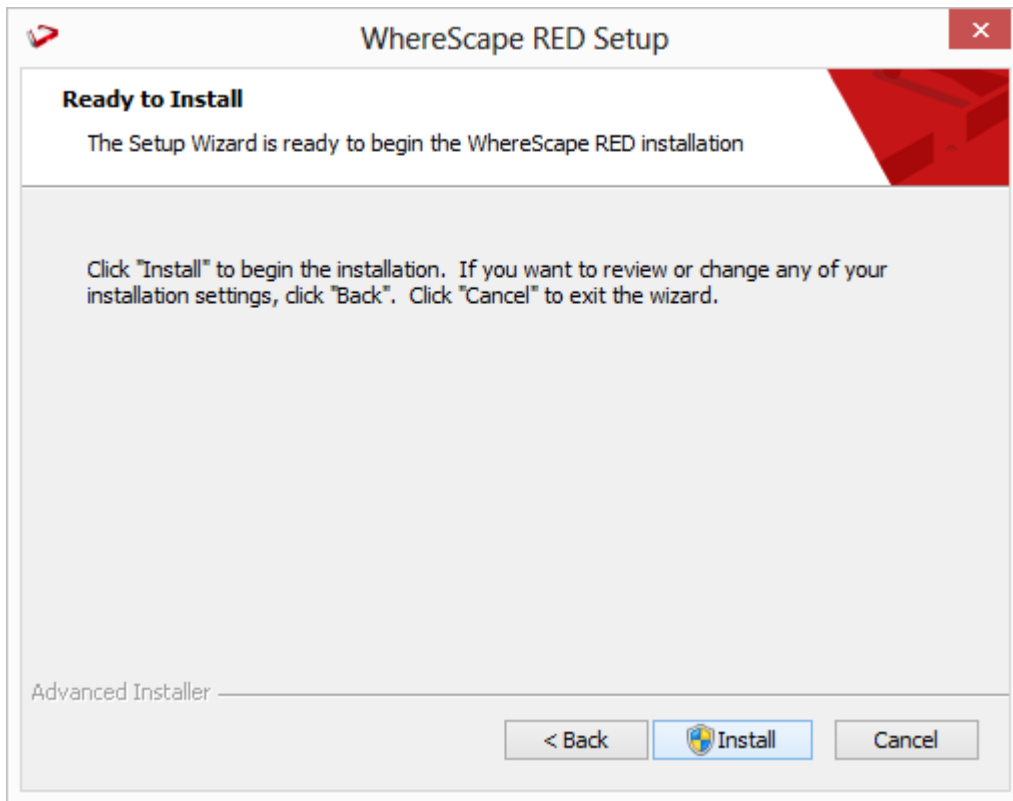 WhereScape RED Setup
Ready to Install
The Setup Wizard is ready to begin the WhereScape RED installation
Click "Install" to begin the installation.  If you want to review or change any of your
installation settings, click "Back".  Click "Cancel" to exit the wizard.
Advanced Installer
< Back
Install
Cancel